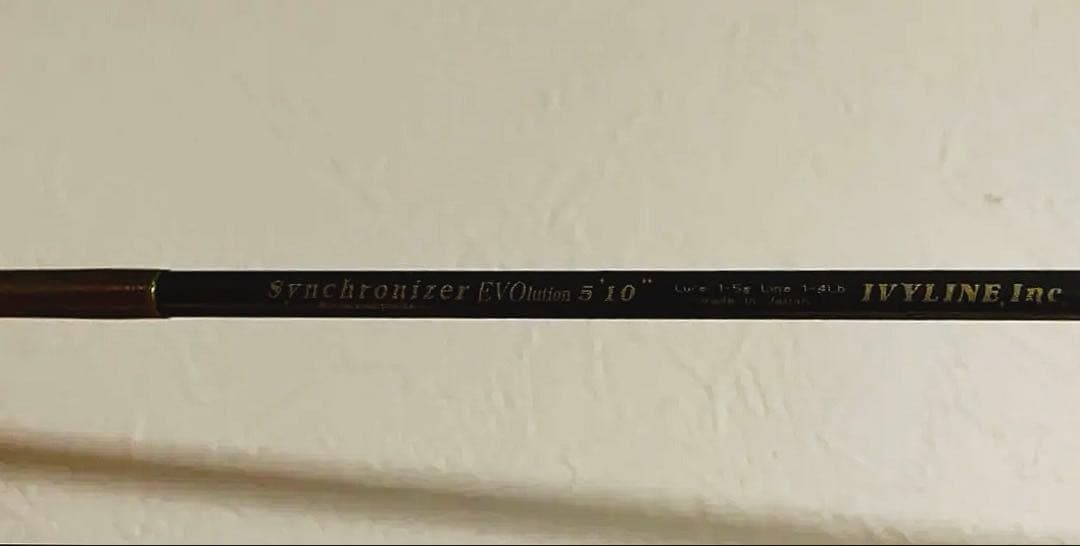 Synchronizer EVOlution 5'10" Lure 1-5g Line 1-4Lb IVYLINE, Inc
Made in Japan